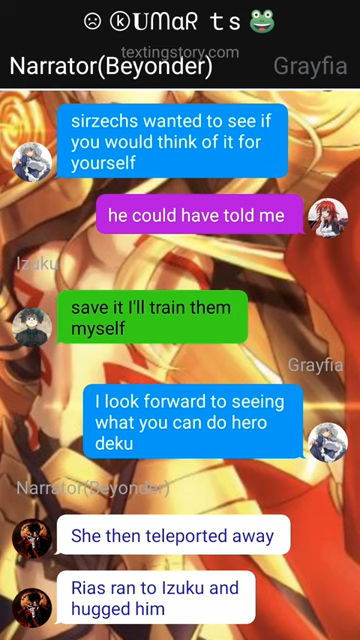 ☹ ⓚ𝐔ᗰᗩᖇ ｔｓ🐸
textingstory.com
Narrator(Beyonder) Grayfia
sirzechs wanted to see if
you would think of it for
yourself
he could have told me
Izuku
save it I'll train them
myself
Grayfia
I look forward to seeing
what you can do hero
deku
Narrator(Beyonder)
She then teleported away
Rias ran to Izuku and
hugged him